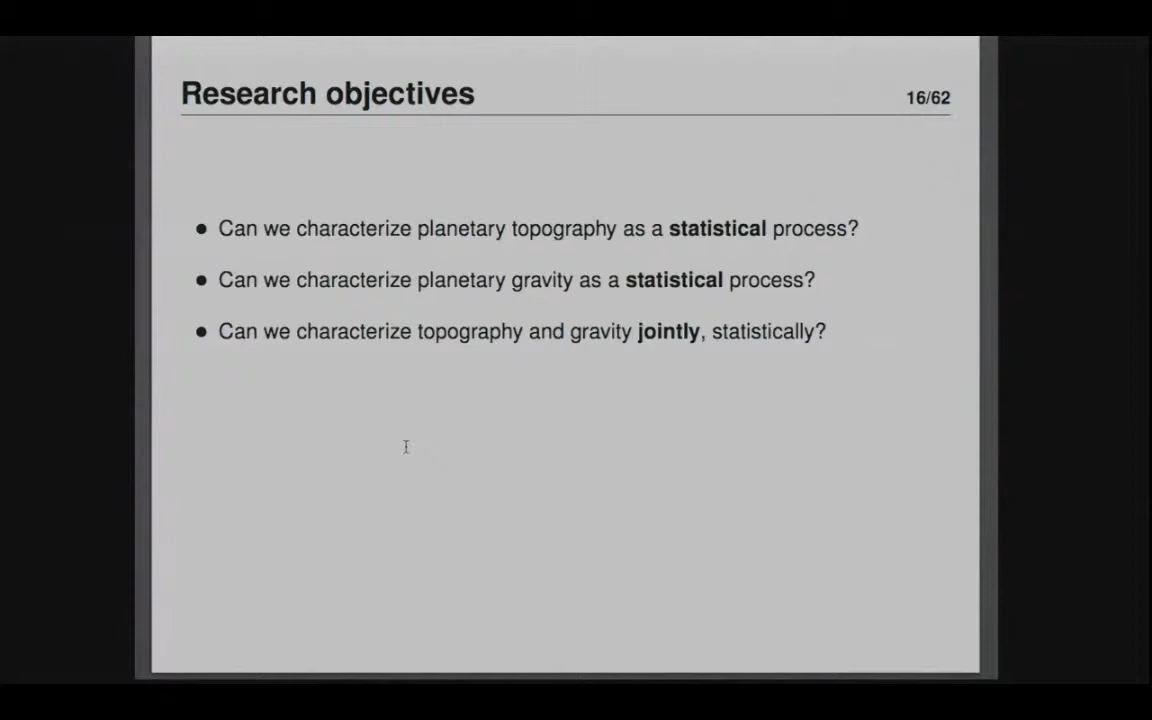 Research objectives
16/62
• Can we characterize planetary topography as a statistical process?
• Can we characterize planetary gravity as a statistical process?
• Can we characterize topography and gravity jointly, statistically?